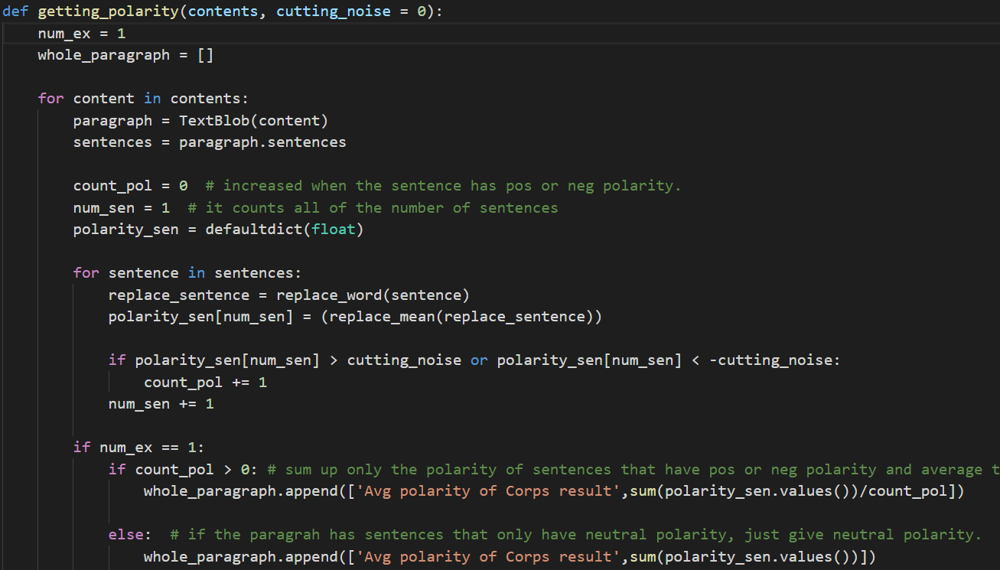 def getting_polarity(contents, cutting_noise = 0):
    num_ex = 1
    whole_paragraph = []

    for content in contents:
        paragraph = TextBlob(content)
        sentences = paragraph.sentences

        count_pol = 0  # increased when the sentence has pos or neg polarity.
        num_sen = 1  # it counts all of the number of sentences
        polarity_sen = defaultdict(float)

        for sentence in sentences:
            replace_sentence = replace_word(sentence)
            polarity_sen[num_sen] = (replace_mean(replace_sentence))

            if polarity_sen[num_sen] > cutting_noise or polarity_sen[num_sen] < -cutting_noise:
                count_pol += 1
            num_sen += 1

        if num_ex == 1:
            if count_pol > 0: # sum up only the polarity of sentences that have pos or neg polarity and average t
                whole_paragraph.append(['Avg polarity of Corps result',sum(polarity_sen.values())/count_pol])

            else:  # if the paragrah has sentences that only have neutral polarity, just give neutral polarity.
                whole_paragraph.append(['Avg polarity of Corps result',sum(polarity_sen.values())])